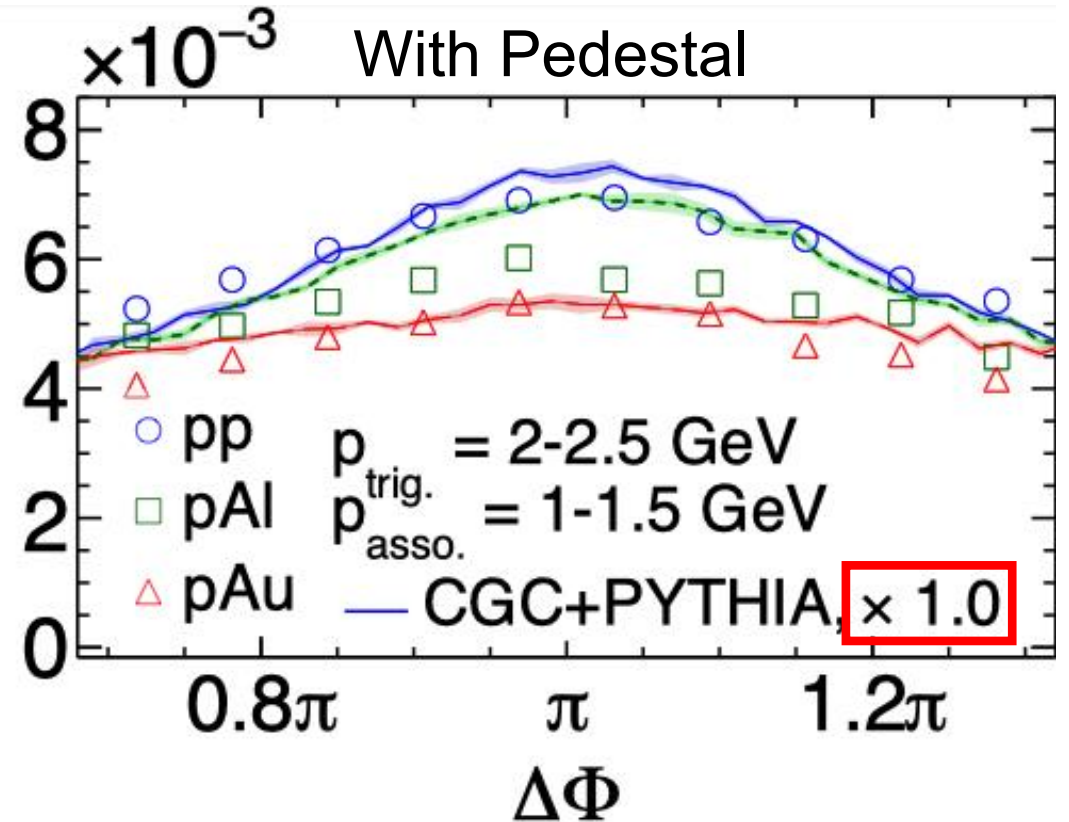 ×10⁻³ With Pedestal
8
6
4
2
0
pp
pAl
pAu
p trig. = 2-2.5 GeV
p asso. = 1-1.5 GeV
CGC+PYTHIA, × 1.0
0.8π π 1.2π
ΔΦ